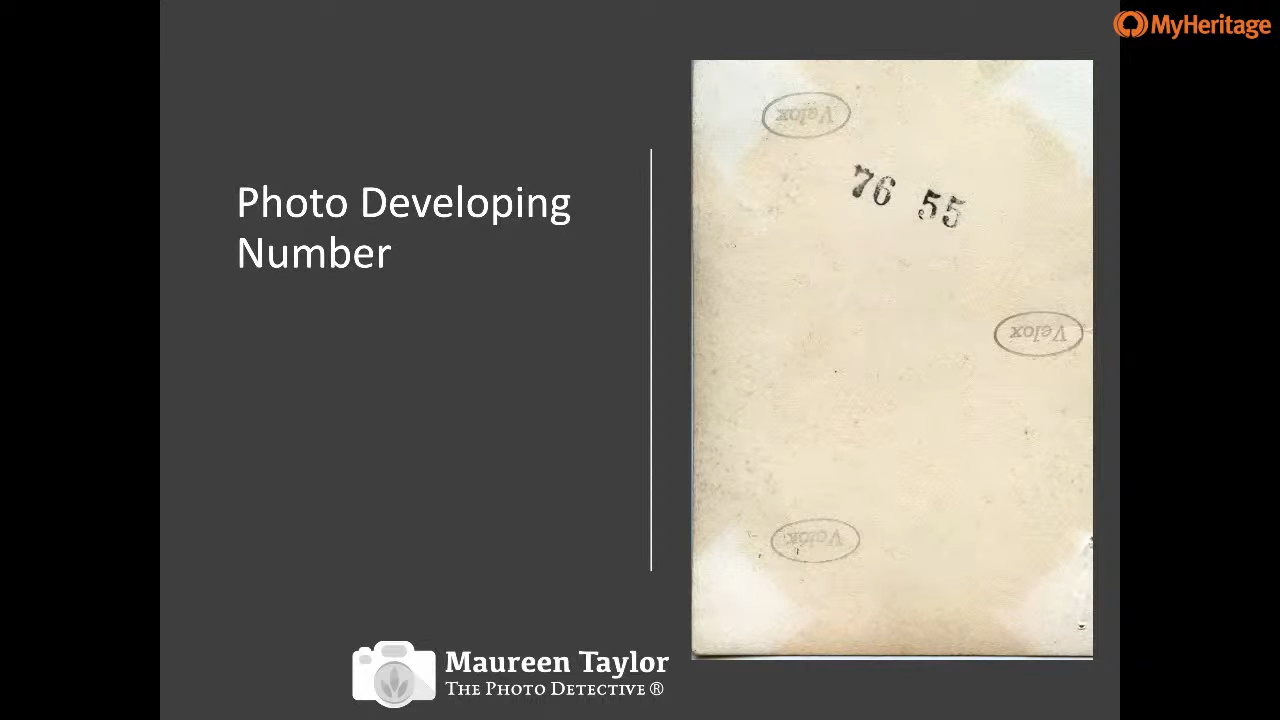 MyHeritage
Photo Developing
Number
Velox
76 55
Velox
Velox
Maureen Taylor
The Photo Detective ®